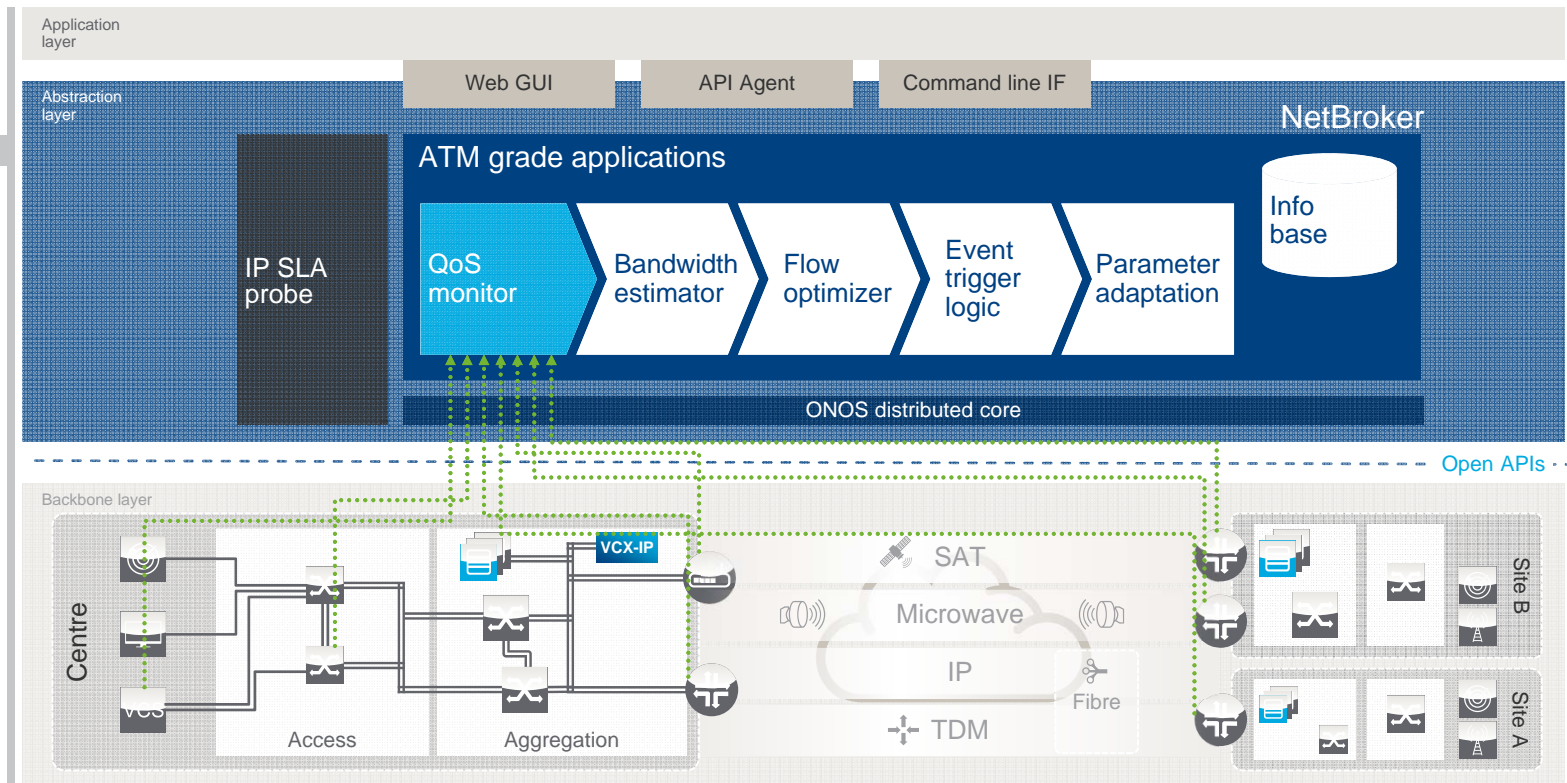 Application
layer
Web GUI
API Agent
Command line IF
Abstraction
layer
NetBroker
ATM grade applications
IP SLA
probe
QoS
monitor
Bandwidth
estimator
Flow
optimizer
Event
trigger
logic
Parameter
adaptation
Info
base
ONOS distributed core
Open APIs
Backbone layer
Centre
VCS
Access
Aggregation
VCX-IP
SAT
Microwave
IP
TDM
Fibre
Site B
Site A